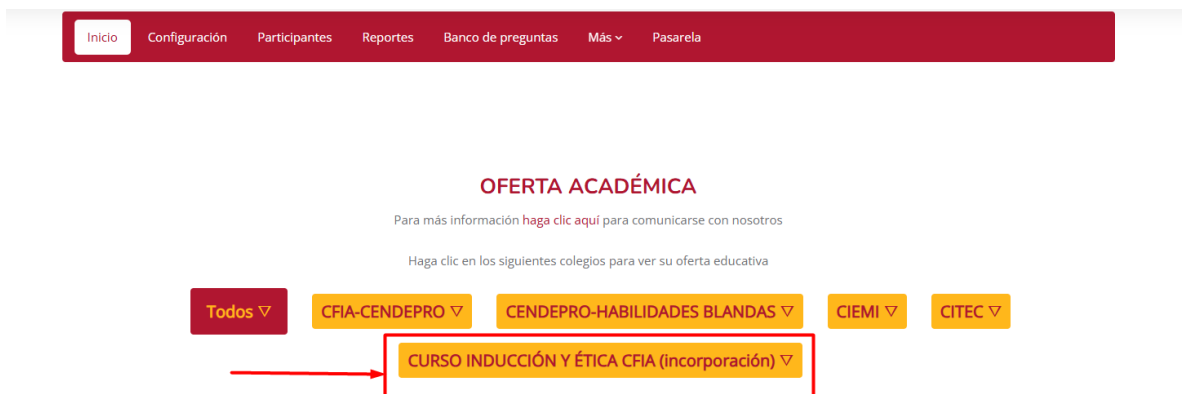 Inicio Configuración Participantes Reportes Banco de preguntas Más Pasarela
OFERTA ACADÉMICA
Para más información haga clic aquí para comunicarse con nosotros
Haga clic en los siguientes colegios para ver su oferta educativa
Todos ▽ CFIA-CENDEPRO ▽ CENDEPRO-HABILIDADES BLANDAS ▽ CIEMI ▽ CITEC ▽
CURSO INDUCCIÓN Y ÉTICA CFIA (incorporación) ▽